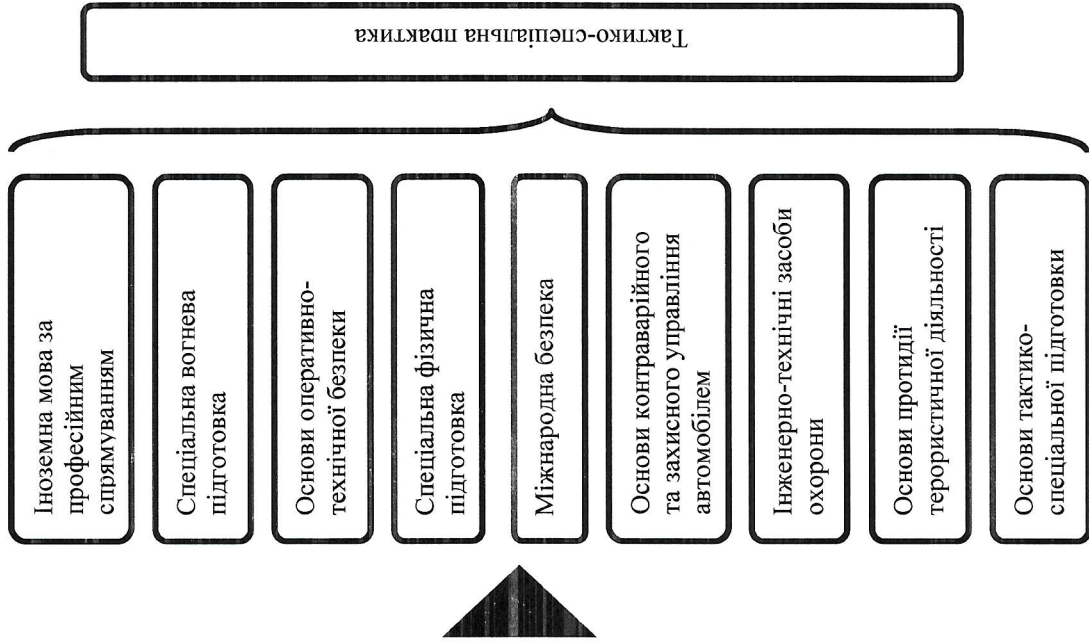 Іноземна мова за
професійним
спрямуванням
Спеціальна вогнева
підготовка
Основи оперативно-
технічної безпеки
Спеціальна фізична
підготовка
Міжнародна безпека
Основи контраварійного
та захисного управління
автомобілем
Інженерно-технічні засоби
охорони
Основи протидії
терористичної діяльності
Основи тактико-
спеціальної підготовки
Тактико-спеціальна практика